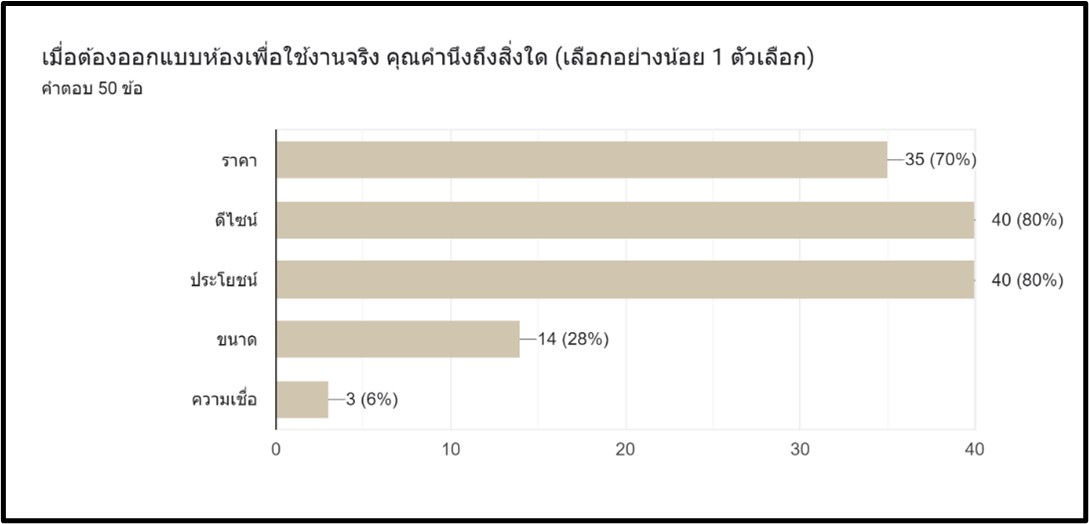 เมื่อต้องออกแบบห้องเพื่อใช้งานจริง คุณคำนึงถึงสิ่งใด (เลือกอย่างน้อย 1 ตัวเลือก)
คำตอบ 50 ข้อ
ราคา 35 (70%)
ดีไซน์ 40 (80%)
ประโยชน์ 40 (80%)
ขนาด 14 (28%)
ความเชื่อ 3 (6%)
0 10 20 30 40